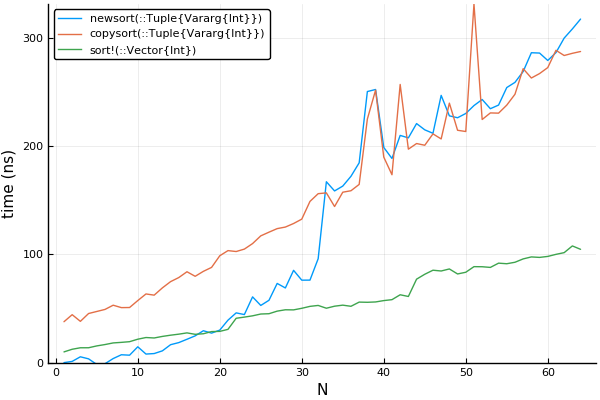 newsort(::Tuple{Vararg{Int}})
copysort(::Tuple{Vararg{Int}})
sort!(::Vector{Int})
300
200
100
0
time (ns)
0 10 20 30 40 50 60
N